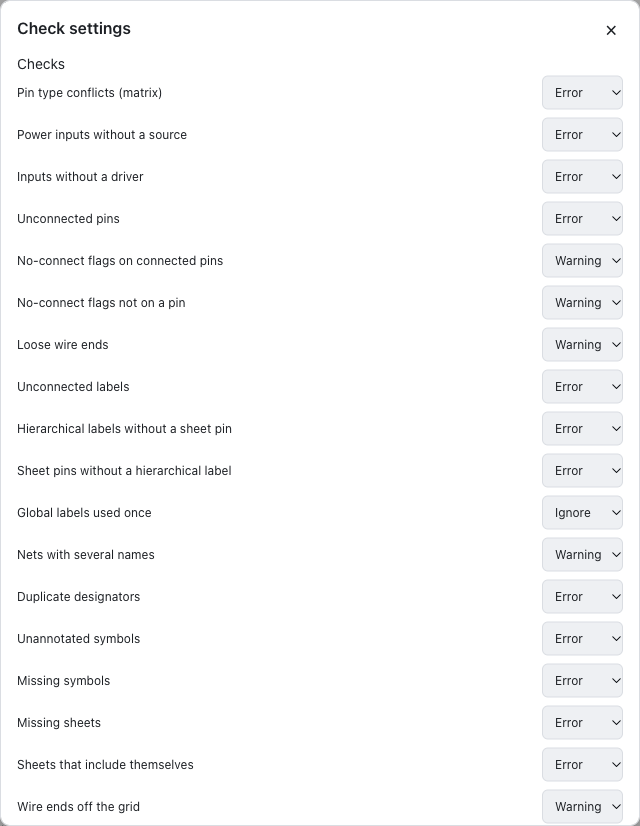 Check settings
Checks
Pin type conflicts (matrix) Error
Power inputs without a source Error
Inputs without a driver Error
Unconnected pins Error
No-connect flags on connected pins Warning
No-connect flags not on a pin Warning
Loose wire ends Warning
Unconnected labels Error
Hierarchical labels without a sheet pin Error
Sheet pins without a hierarchical label Error
Global labels used once Ignore
Nets with several names Warning
Duplicate designators Error
Unannotated symbols Error
Missing symbols Error
Missing sheets Error
Sheets that include themselves Error
Wire ends off the grid Warning